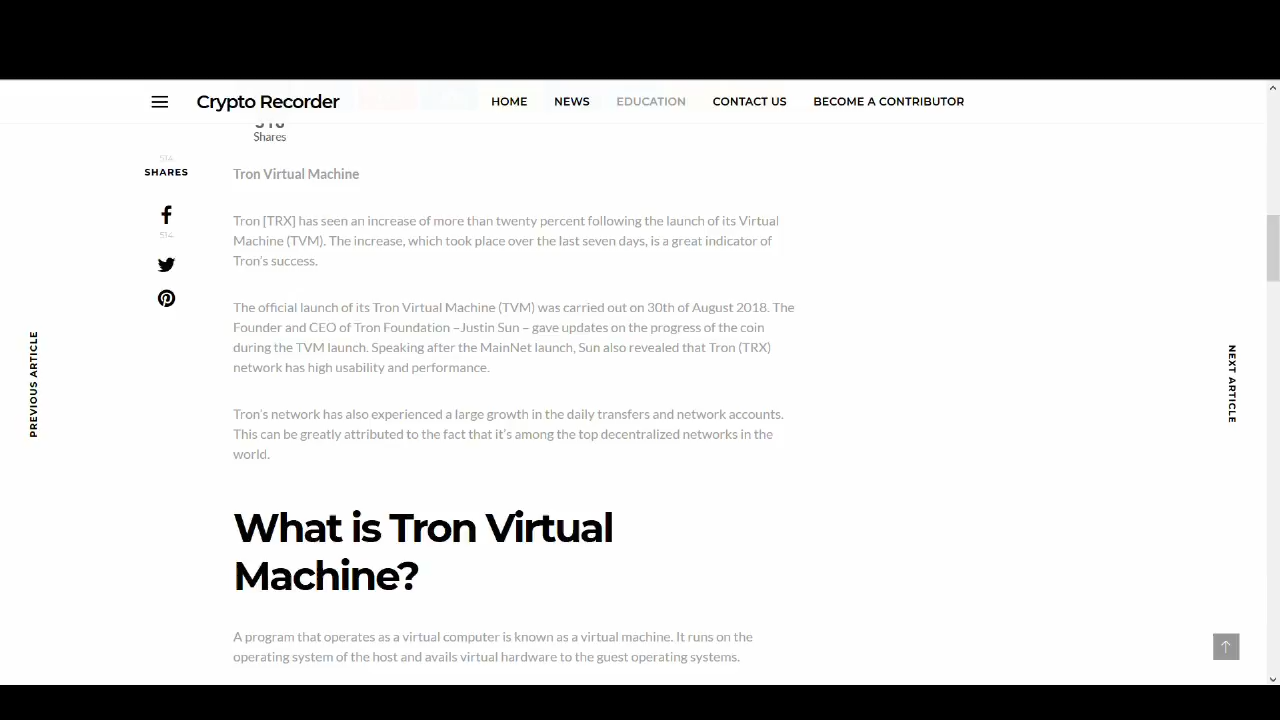 Crypto Recorder
HOME
NEWS
EDUCATION
CONTACT US
BECOME A CONTRIBUTOR
Shares
514
SHARES
514
PREVIOUS ARTICLE
NEXT ARTICLE
Tron Virtual Machine
Tron [TRX] has seen an increase of more than twenty percent following the launch of its Virtual
Machine (TVM). The increase, which took place over the last seven days, is a great indicator of
Tron's success.
The official launch of its Tron Virtual Machine (TVM) was carried out on 30th of August 2018. The
Founder and CEO of Tron Foundation –Justin Sun – gave updates on the progress of the coin
during the TVM launch. Speaking after the MainNet launch, Sun also revealed that Tron (TRX)
network has high usability and performance.
Tron's network has also experienced a large growth in the daily transfers and network accounts.
This can be greatly attributed to the fact that it's among the top decentralized networks in the
world.
What is Tron Virtual
Machine?
A program that operates as a virtual computer is known as a virtual machine. It runs on the
operating system of the host and avails virtual hardware to the guest operating systems.